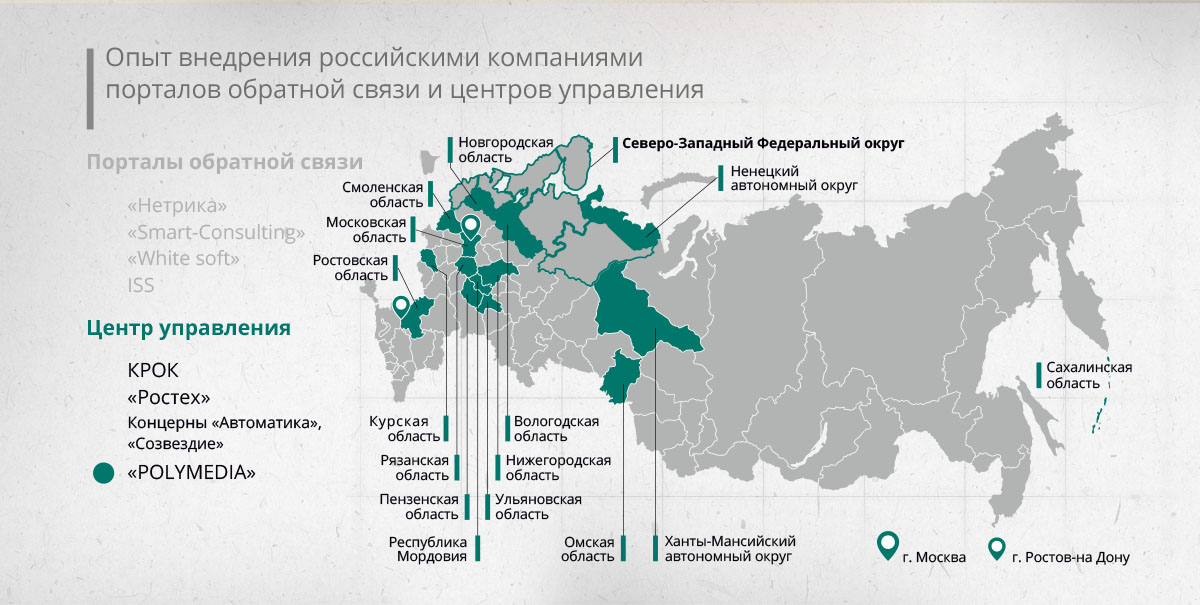 Опыт внедрения российскими компаниями
порталов обратной связи и центров управления
Порталы обратной связи
«Нетрика»
«Smart-Consulting»
«White soft»
ISS
Центр управления
КРОК
«Ростех»
Концерны «Автоматика»,
«Созвездие»
«POLYMEDIA»
Новгородская
область
Северо-Западный Федеральный округ
Ненецкий
автономный округ
Смоленская
область
Московская
область
Ростовская
область
Сахалинская
область
Курская
область
Вологодская
область
Рязанская
область
Нижегородская
область
Пензенская
область
Ульяновская
область
Республика
Мордовия
Омская
область
Ханты-Мансийский
автономный округ
г. Москва
г. Ростов-на Дону